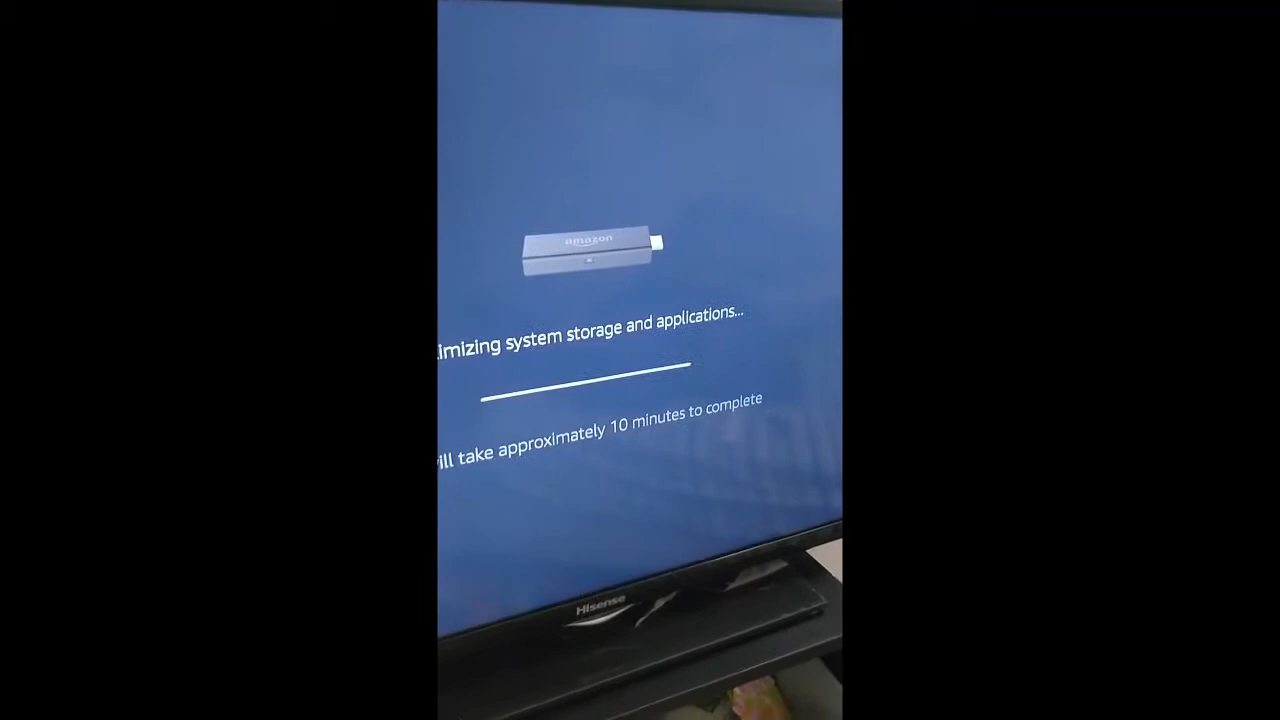 amazon
imizing system storage and applications...
ill take approximately 10 minutes to complete
Hisense